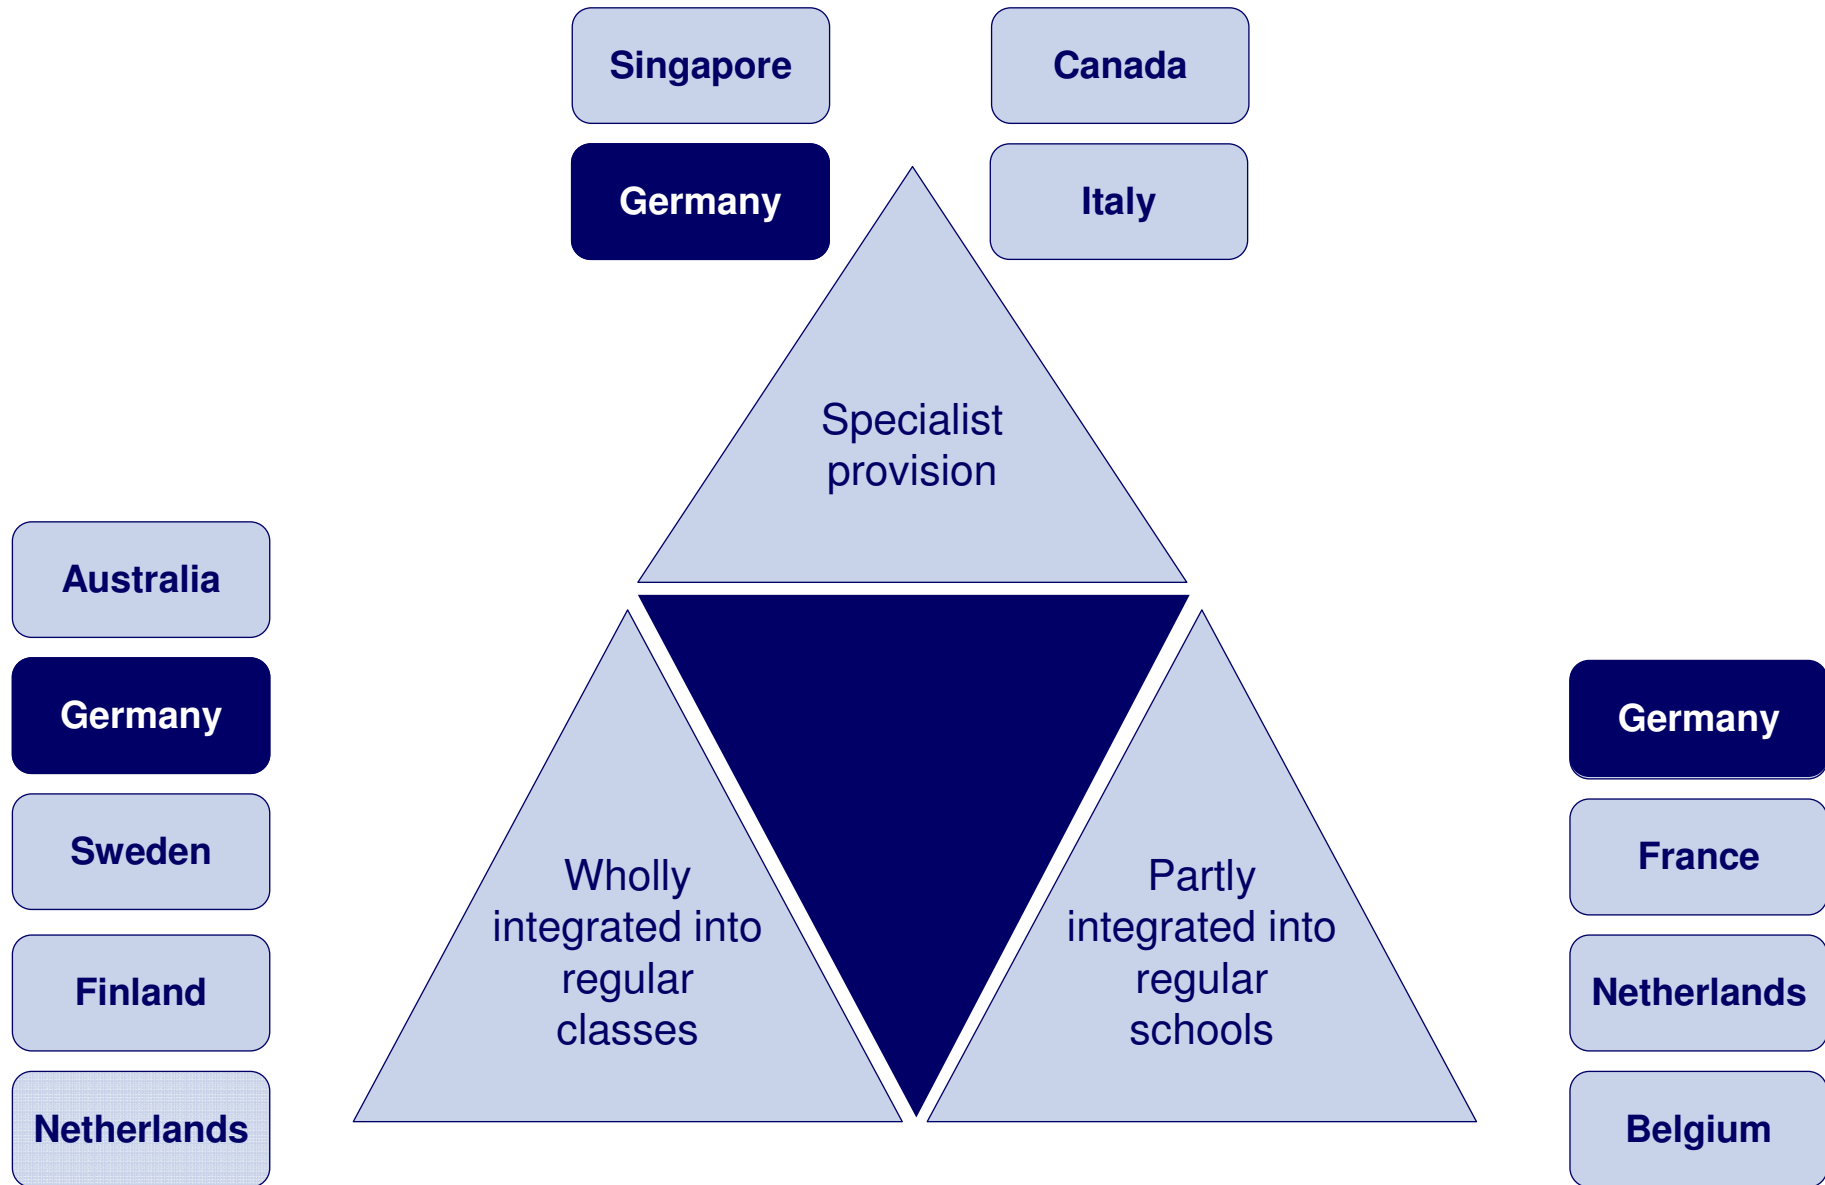 Singapore
Canada
Germany
Italy
Specialist
provision
Australia
Germany
Sweden
Finland
Netherlands
Wholly
integrated into
regular
classes
Partly
integrated into
regular
schools
Germany
France
Netherlands
Belgium